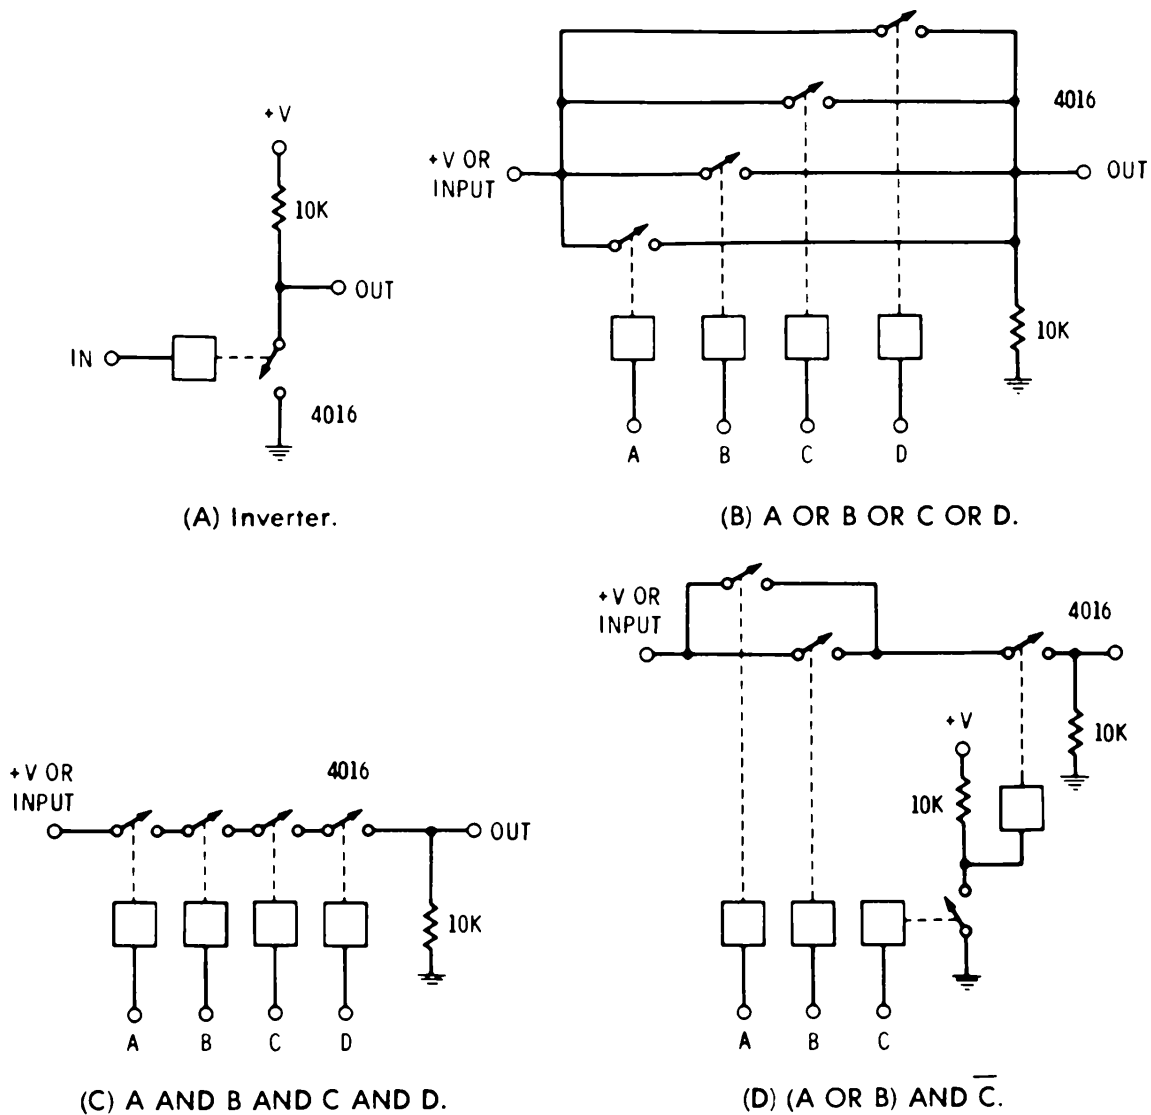 +V
10K
OUT
IN
4016
(A) Inverter.
4016
+V OR
INPUT
OUT
10K
A B C D
(B) A OR B OR C OR D.
+V OR
INPUT
4016
OUT
10K
A B C D
(C) A AND B AND C AND D.
+V OR
INPUT
4016
10K
+V
10K
A B C
(D) (A OR B) AND C̅.